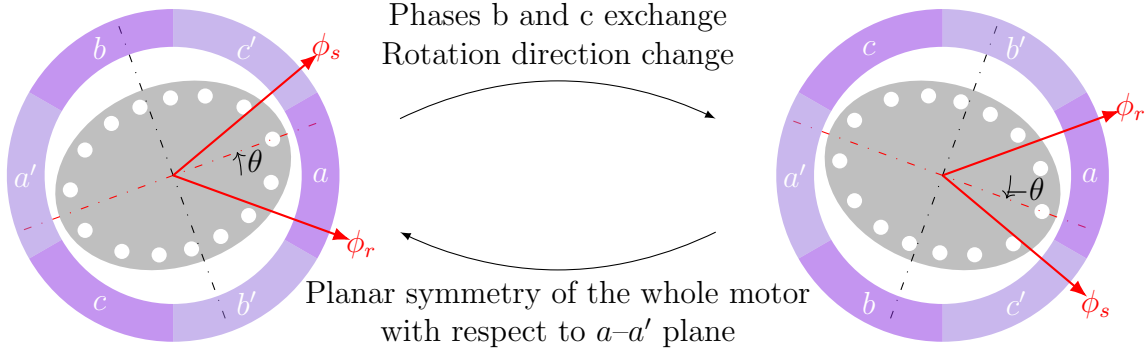 Phases b and c exchange
Rotation direction change
b
c′
ϕs
a′
θ
a
ϕr
c
b′
c
b′
ϕr
a′
θ
a
b
c′
ϕs
Planar symmetry of the whole motor
with respect to a–a′ plane